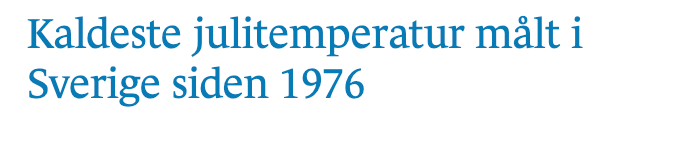 Kaldeste julitemperatur målt i
Sverige siden 1976